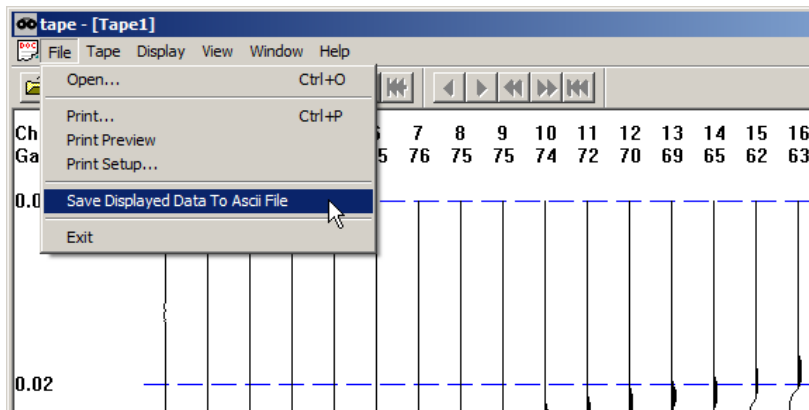 tape - [Tape1]
DOC File Tape Display View Window Help
Open... Ctrl+O
Print... Ctrl+P
Print Preview
Print Setup...
Save Displayed Data To Ascii File
Exit
Ch 7 8 9 10 11 12 13 14 15 16
Ga 5 76 75 75 74 72 70 69 65 62 63
0.0
0.02